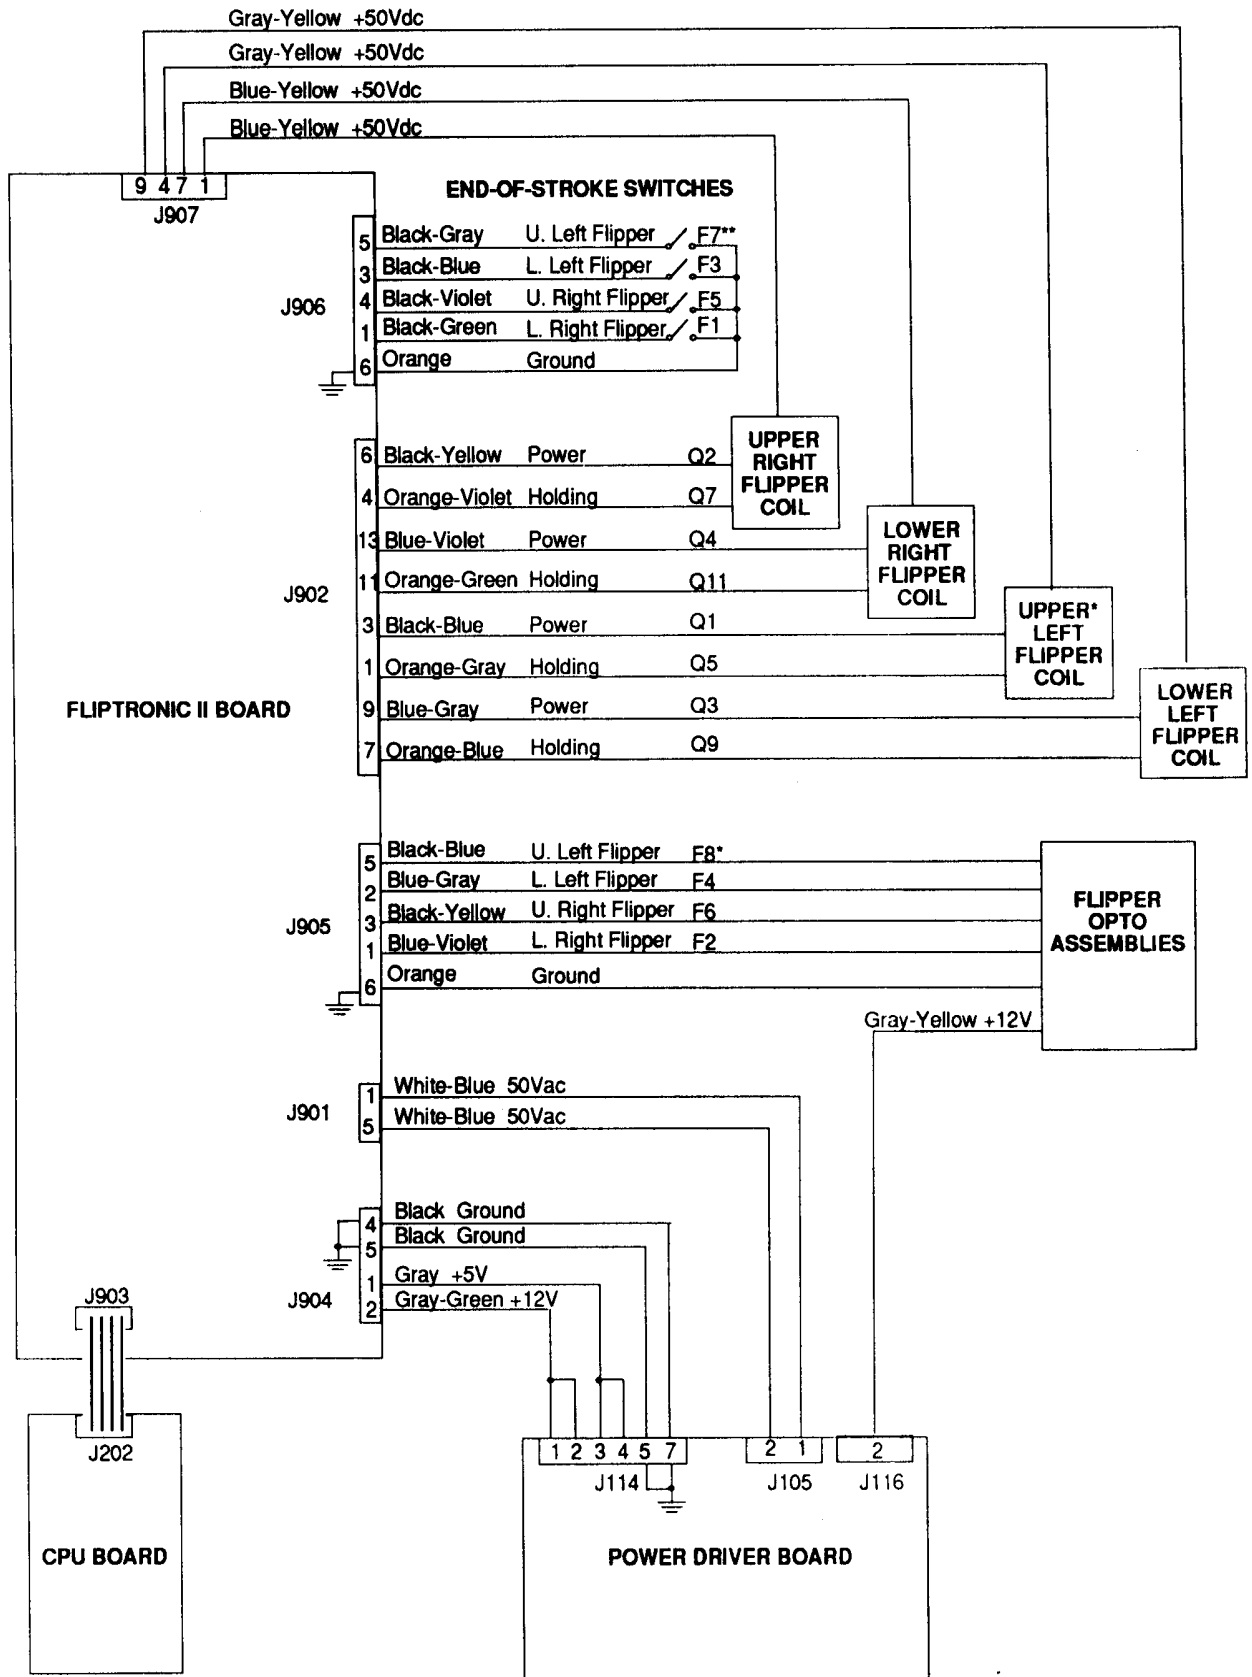 Gray-Yellow +50Vdc
Gray-Yellow +50Vdc
Blue-Yellow +50Vdc
Blue-Yellow +50Vdc
9 4 7 1
J907
END-OF-STROKE SWITCHES
5 Black-Gray U. Left Flipper F7**
3 Black-Blue L. Left Flipper F3
4 Black-Violet U. Right Flipper F5
J906
1 Black-Green L. Right Flipper F1
6 Orange Ground
6 Black-Yellow Power Q2
4 Orange-Violet Holding Q7
UPPER
RIGHT
FLIPPER
COIL
13 Blue-Violet Power Q4
11 Orange-Green Holding Q11
J902
LOWER
RIGHT
FLIPPER
COIL
3 Black-Blue Power Q1
1 Orange-Gray Holding Q5
UPPER*
LEFT
FLIPPER
COIL
9 Blue-Gray Power Q3
7 Orange-Blue Holding Q9
LOWER
LEFT
FLIPPER
COIL
FLIPTRONIC II BOARD
5 Black-Blue U. Left Flipper F8*
2 Blue-Gray L. Left Flipper F4
3 Black-Yellow U. Right Flipper F6
J905
1 Blue-Violet L. Right Flipper F2
6 Orange Ground
FLIPPER
OPTO
ASSEMBLIES
Gray-Yellow +12V
1 White-Blue 50Vac
J901
5 White-Blue 50Vac
4 Black Ground
5 Black Ground
1 Gray +5V
J904
2 Gray-Green +12V
J903
J202
1 2 3 4 5 7
J114
2 1
J105
2
J116
CPU BOARD
POWER DRIVER BOARD